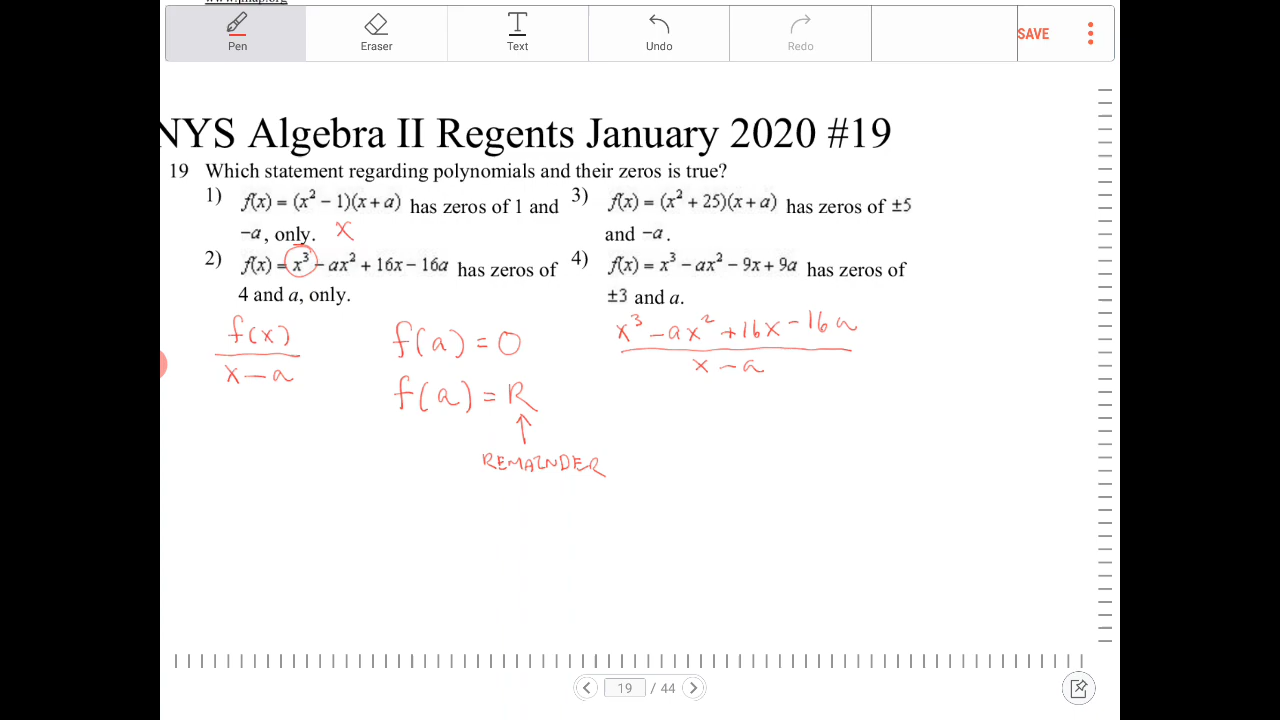 Pen
Eraser
Text
Undo
Redo
SAVE
NYS Algebra II Regents January 2020 #19
19 Which statement regarding polynomials and their zeros is true?
1) f(x) = (x² − 1)(x + a) has zeros of 1 and
−a, only. X
2) f(x) = x³ − ax² + 16x − 16a has zeros of
4 and a, only.
3) f(x) = (x² + 25)(x + a) has zeros of ±5
and −a.
4) f(x) = x³ − ax² − 9x + 9a has zeros of
±3 and a.
f(x)
x − a
f(a) = 0
f(a) = R
↑
REMAINDER
x³ − ax² + 16x − 16a
x − a
19 / 44